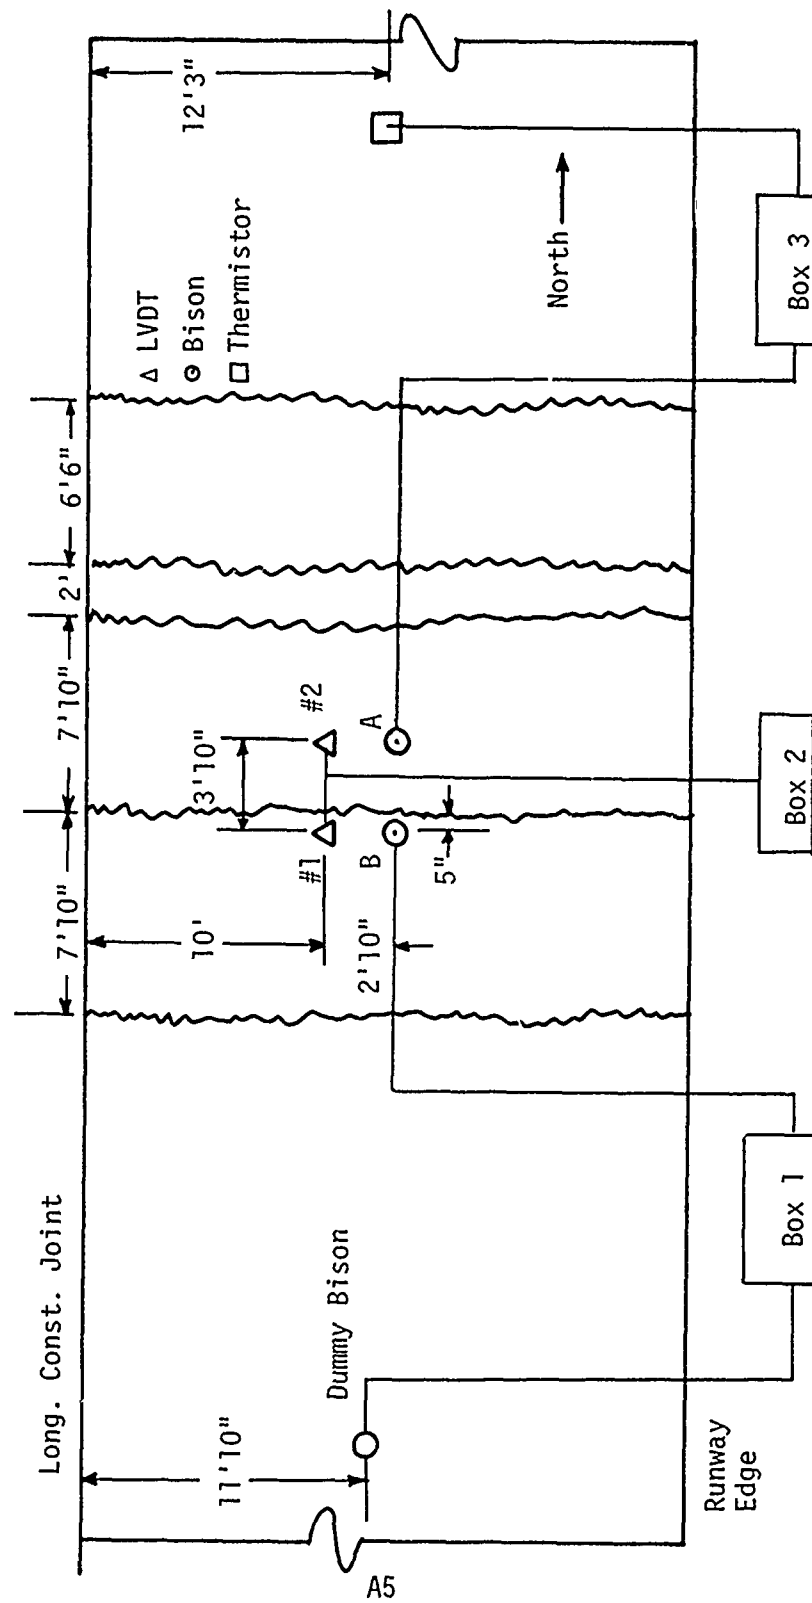 Long. Const. Joint
7'10"
7'10"
2'
6'6"
12'3"
11'10"
10'
3'10"
△ LVDT
⊙ Bison
□ Thermistor
#1
#2
Dummy Bison
2'10"
B
A
5"
North
Runway
Edge
Box 1
Box 2
Box 3
A5